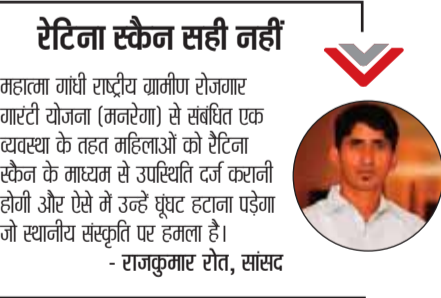 रेटिना स्कैन सही नहीं
महात्मा गांधी राष्ट्रीय ग्रामीण रोजगार
गारंटी योजना (मनरेगा) से संबंधित एक
व्यवस्था के तहत महिलाओं को रैटिना
स्कैन के माध्यम से उपस्थिति दर्ज करानी
होगी और ऐसे में उन्हें घूंघट हटाना पड़ेगा
जो स्थानीय संस्कृति पर हमला है।
- राजकुमार रोत, सांसद